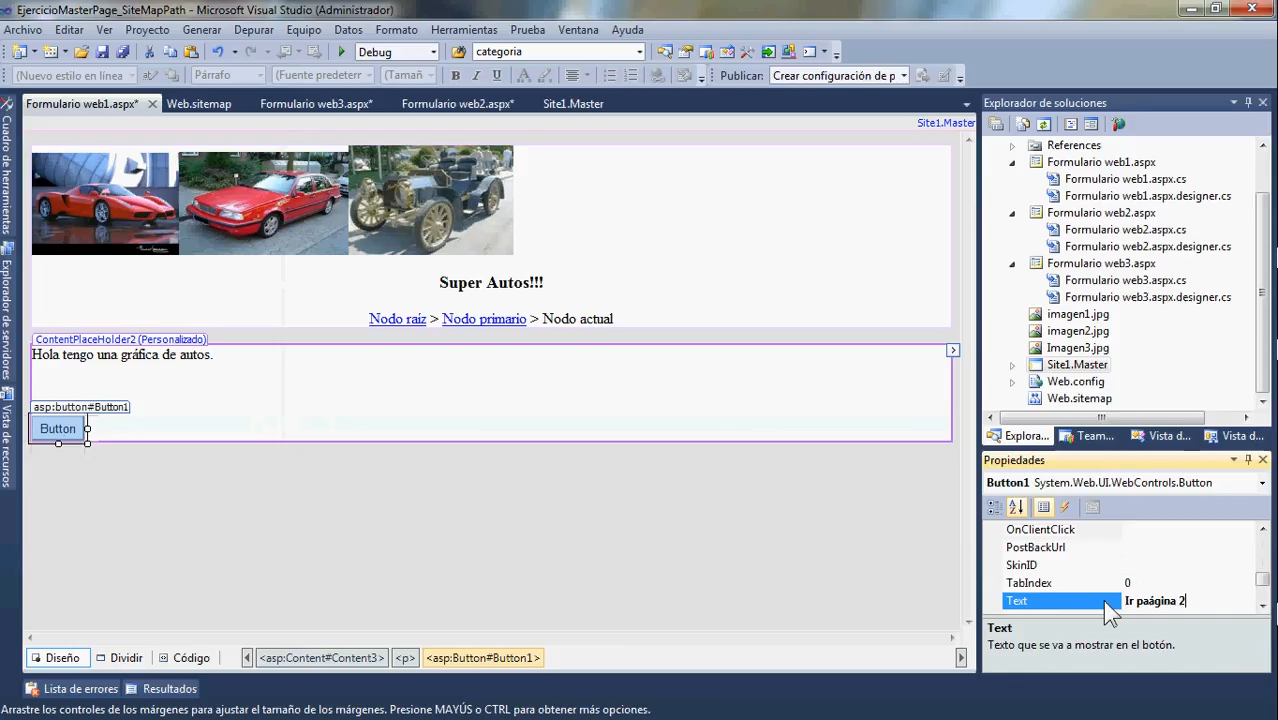 EjercicioMasterPage_SiteMapPath - Microsoft Visual Studio (Administrador)
Archivo Editar Ver Proyecto Generar Depurar Equipo Datos Formato Herramientas Prueba Ventana Ayuda
Debug categoria
(Nuevo estilo en línea) Párrafo (Fuente predeter (Tamañ B I U A Publicar: Crear configuración de p
Formulario web1.aspx* Web.sitemap Formulario web3.aspx* Formulario web2.aspx* Site1.Master
Site1.Master
Super Autos!!!
Nodo raíz > Nodo primario > Nodo actual
ContentPlaceHolder2 (Personalizado)
Hola tengo una gráfica de autos.
asp:button#Button1
Button
Diseño Dividir Código <asp:Content#Content3> <p> <asp:Button#Button1>
Cuadro de herramientas
Explorador de servidores
Vista de recursos
Explorador de soluciones
References
Formulario web1.aspx
Formulario web1.aspx.cs
Formulario web1.aspx.designer.cs
Formulario web2.aspx
Formulario web2.aspx.cs
Formulario web2.aspx.designer.cs
Formulario web3.aspx
Formulario web3.aspx.cs
Formulario web3.aspx.designer.cs
imagen1.jpg
imagen2.jpg
Imagen3.jpg
Site1.Master
Web.config
Web.sitemap
Explora... Team... Vista d... Vista d...
Propiedades
Button1 System.Web.UI.WebControls.Button
OnClientClick
PostBackUrl
SkinID
TabIndex 0
Text Ir paágina 2
Text
Texto que se va a mostrar en el botón.
Lista de errores Resultados
Arrastre los controles de los márgenes para ajustar el tamaño de los márgenes. Presione MAYÚS o CTRL para obtener más opciones.